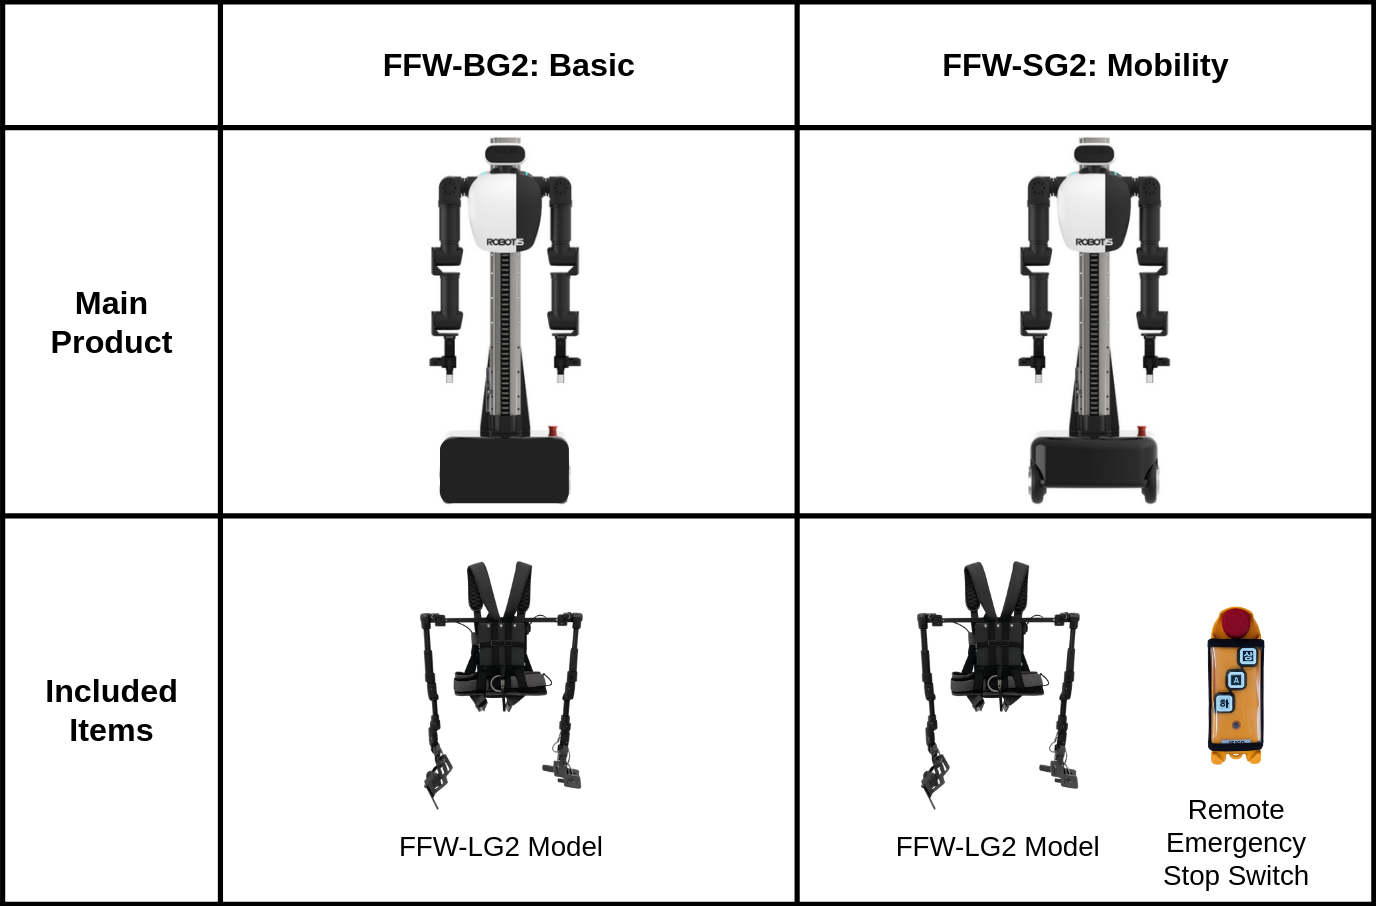 FFW-BG2: Basic
FFW-SG2: Mobility
Main
Product
ROBOTIS
ROBOTIS
Included
Items
FFW-LG2 Model
FFW-LG2 Model
상
A
하
Remote
Emergency
Stop Switch